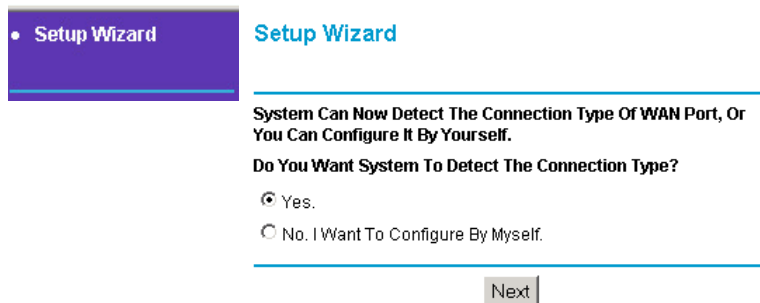 Setup Wizard
Setup Wizard
System Can Now Detect The Connection Type Of WAN Port, Or
You Can Configure It By Yourself.
Do You Want System To Detect The Connection Type?
Yes.
No. I Want To Configure By Myself.
Next